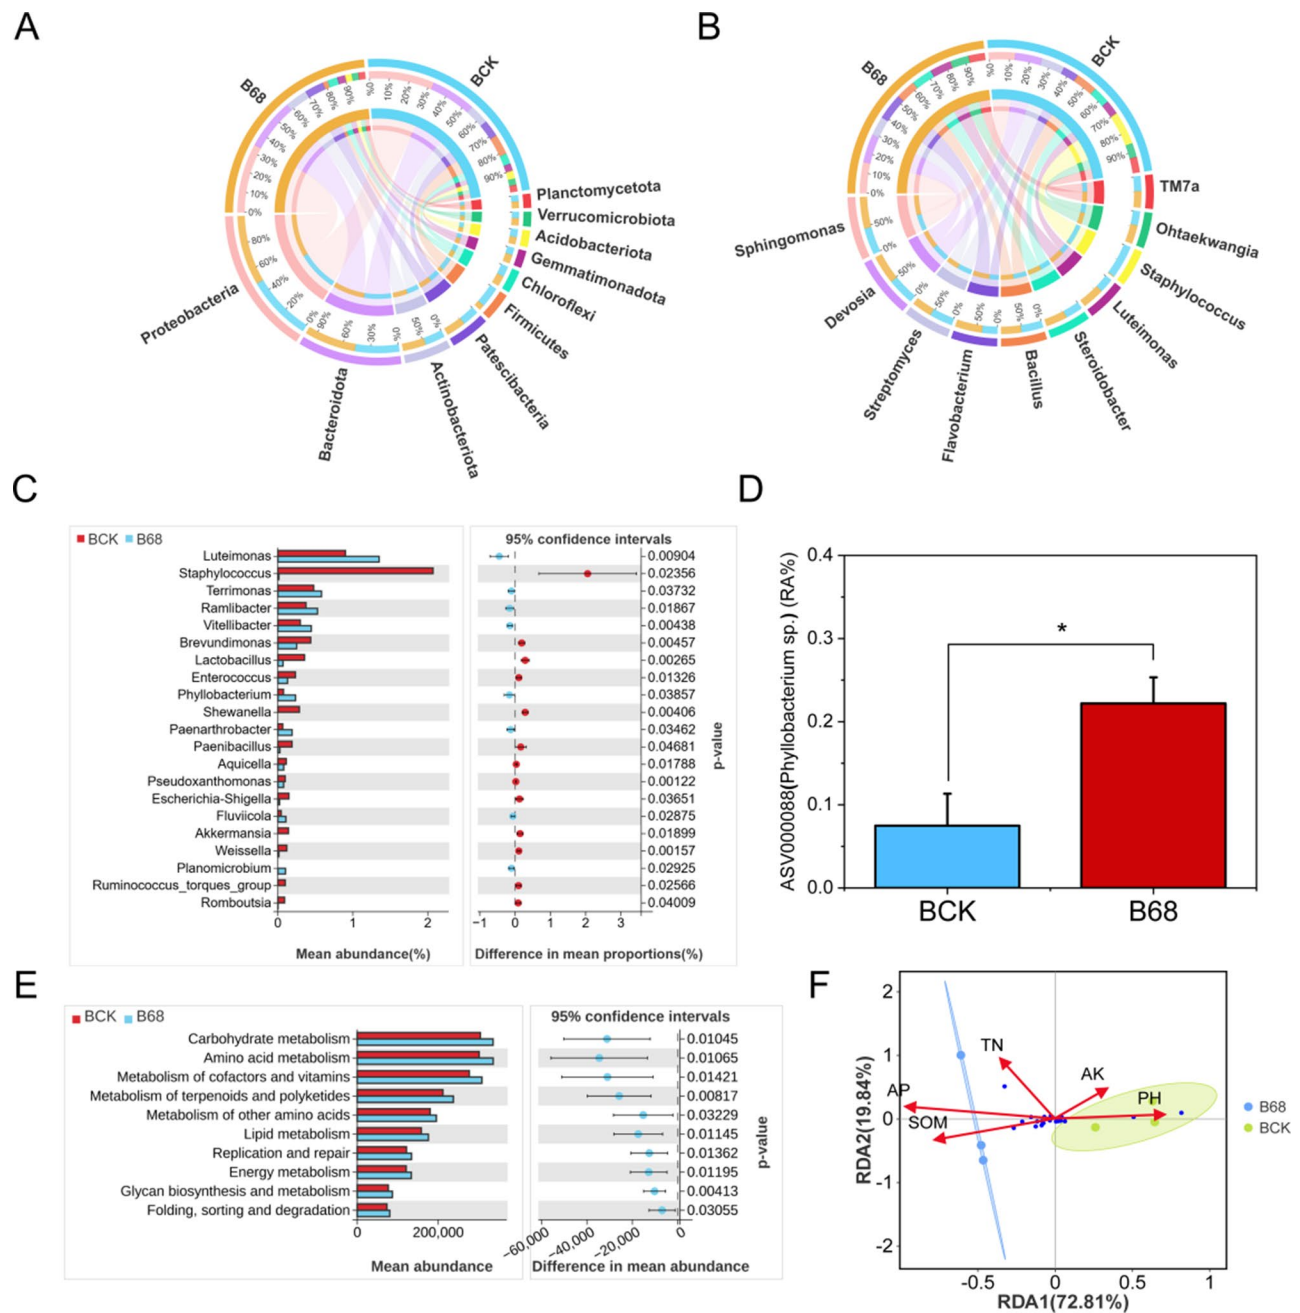 A
B68
BCK
Planctomycetota
Verrucomicrobiota
Acidobacteriota
Gemmatimonadota
Chloroflexi
Firmicutes
Patescibacteria
Actinobacteriota
Bacteroidota
Proteobacteria
B
B68
BCK
TM7a
Ohtaekwangia
Staphylococcus
Luteimonas
Steroidobacter
Bacillus
Flavobacterium
Streptomyces
Devosia
Sphingomonas
C
BCK B68
95% confidence intervals
Luteimonas 0.00904
Staphylococcus 0.02356
Terrimonas 0.03732
Ramlibacter 0.01867
Vitellibacter 0.00438
Brevundimonas 0.00457
Lactobacillus 0.00265
Enterococcus 0.01326
Phyllobacterium 0.03857
Shewanella 0.00406
Paenarthrobacter 0.03462
Paenibacillus 0.04681
Aquicella 0.01788
Pseudoxanthomonas 0.00122
Escherichia-Shigella 0.03651
Fluviicola 0.02875
Akkermansia 0.01899
Weissella 0.00157
Planomicrobium 0.02925
Ruminococcus_torques_group 0.02566
Romboutsia 0.04009
p-value
0 1 2 −1 0 1 2 3
Mean abundance(%) Difference in mean proportions(%)
D
ASV000088(Phyllobacterium sp.) (RA%)
0.4
0.3
0.2
0.1
0.0
*
BCK B68
E
BCK B68
95% confidence intervals
Carbohydrate metabolism 0.01045
Amino acid metabolism 0.01065
Metabolism of cofactors and vitamins 0.01421
Metabolism of terpenoids and polyketides 0.00817
Metabolism of other amino acids 0.03229
Lipid metabolism 0.01145
Replication and repair 0.01362
Energy metabolism 0.01195
Glycan biosynthesis and metabolism 0.00413
Folding, sorting and degradation 0.03055
p-value
0 200,000 −60,000 −40,000 −20,000 0
Mean abundance Difference in mean abundance
F
RDA2(19.84%)
2
1
0
-1
-2
TN
AK
AP
PH
SOM
B68
BCK
-0.5 0 0.5 1
RDA1(72.81%)